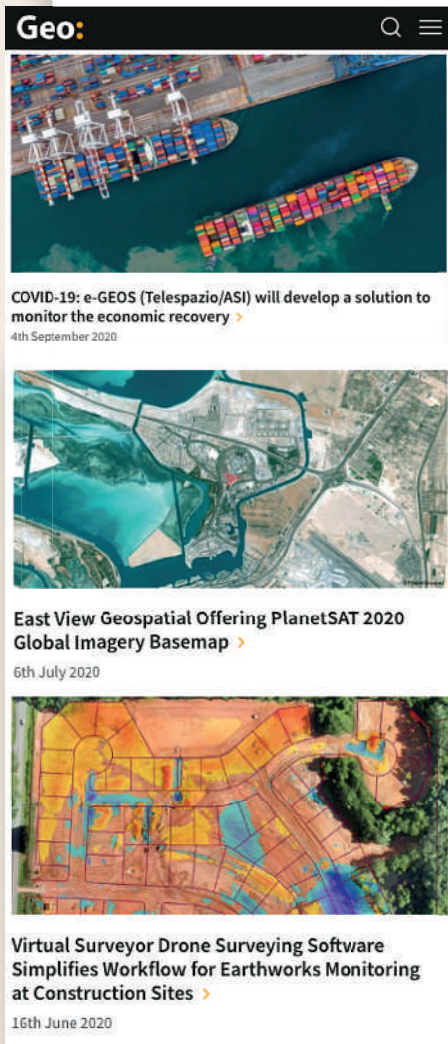 Geo:
COVID-19: e-GEOS (Telespazio/ASI) will develop a solution to
monitor the economic recovery >
4th September 2020
East View Geospatial Offering PlanetSAT 2020
Global Imagery Basemap >
6th July 2020
Virtual Surveyor Drone Surveying Software
Simplifies Workflow for Earthworks Monitoring
at Construction Sites >
16th June 2020